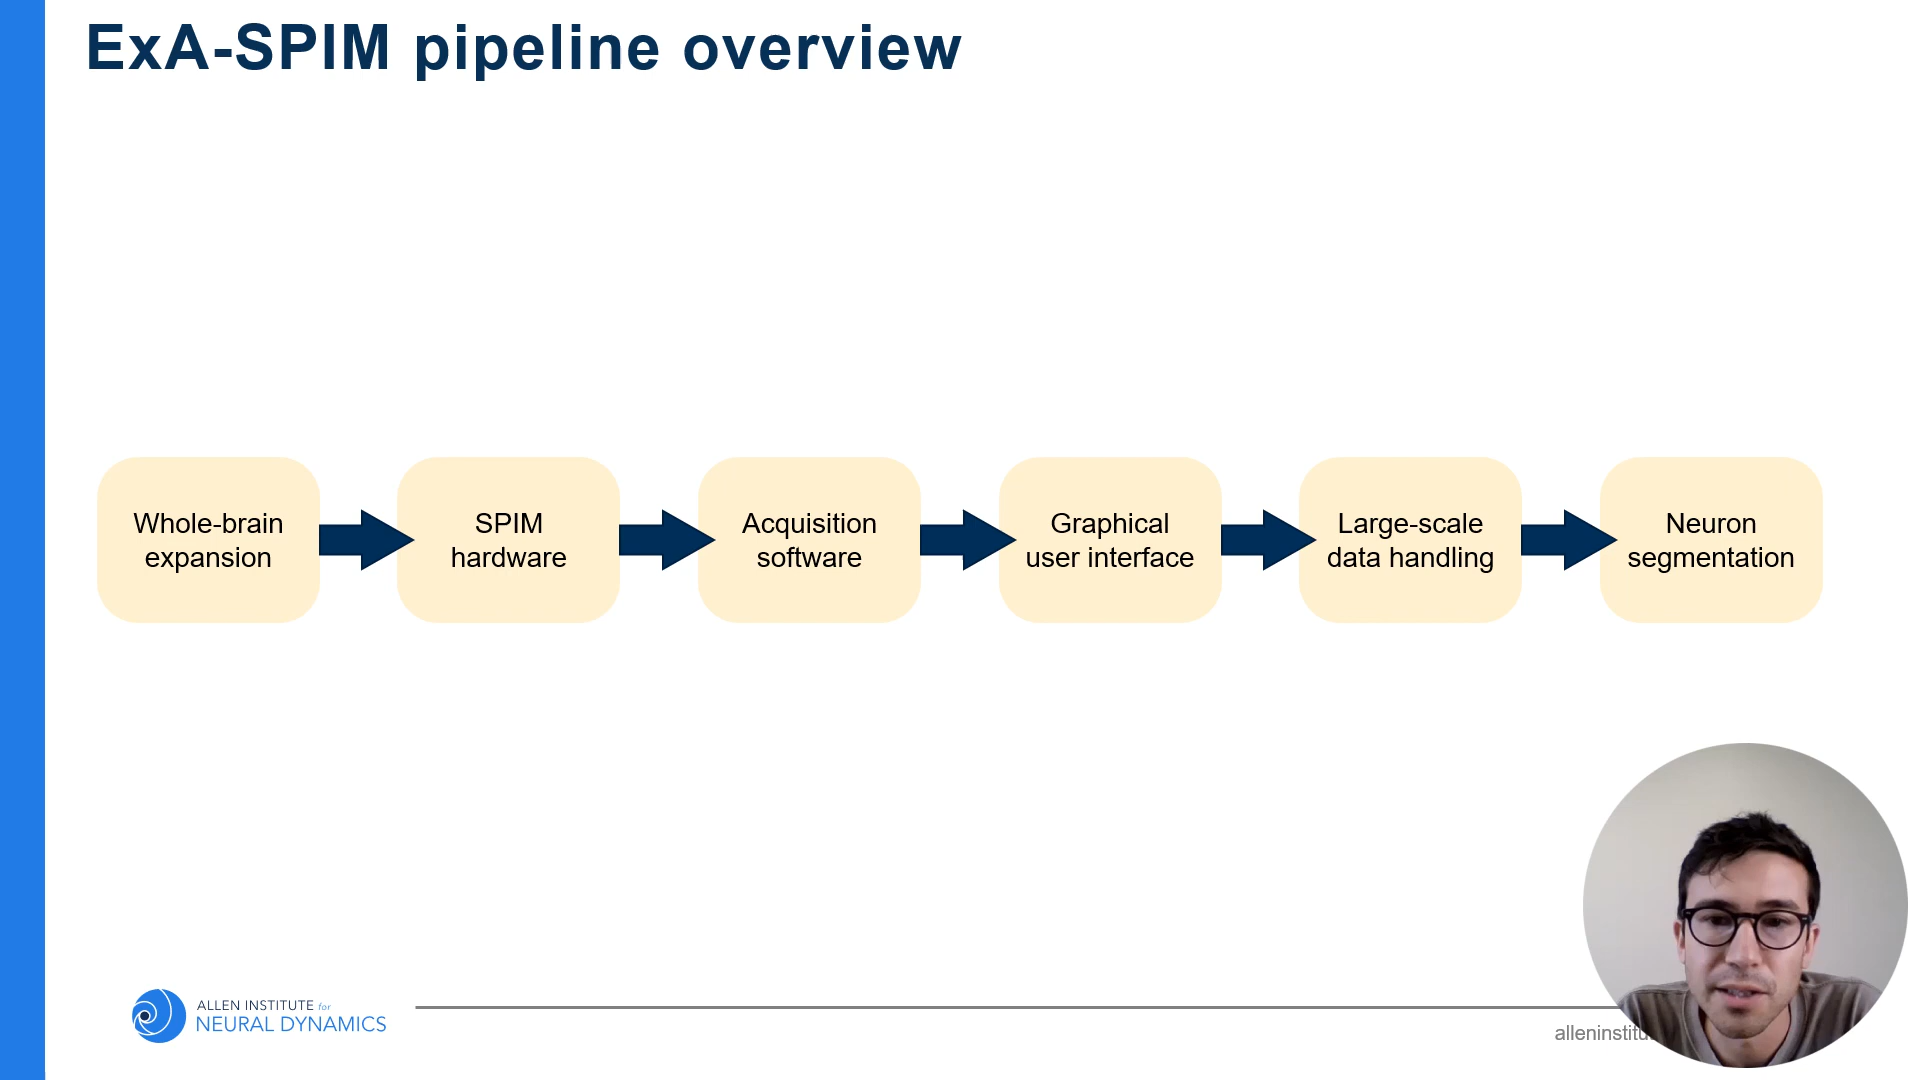 ExA-SPIM pipeline overview
Whole-brain
expansion
SPIM
hardware
Acquisition
software
Graphical
user interface
Large-scale
data handling
Neuron
segmentation
ALLEN INSTITUTE for
NEURAL DYNAMICS